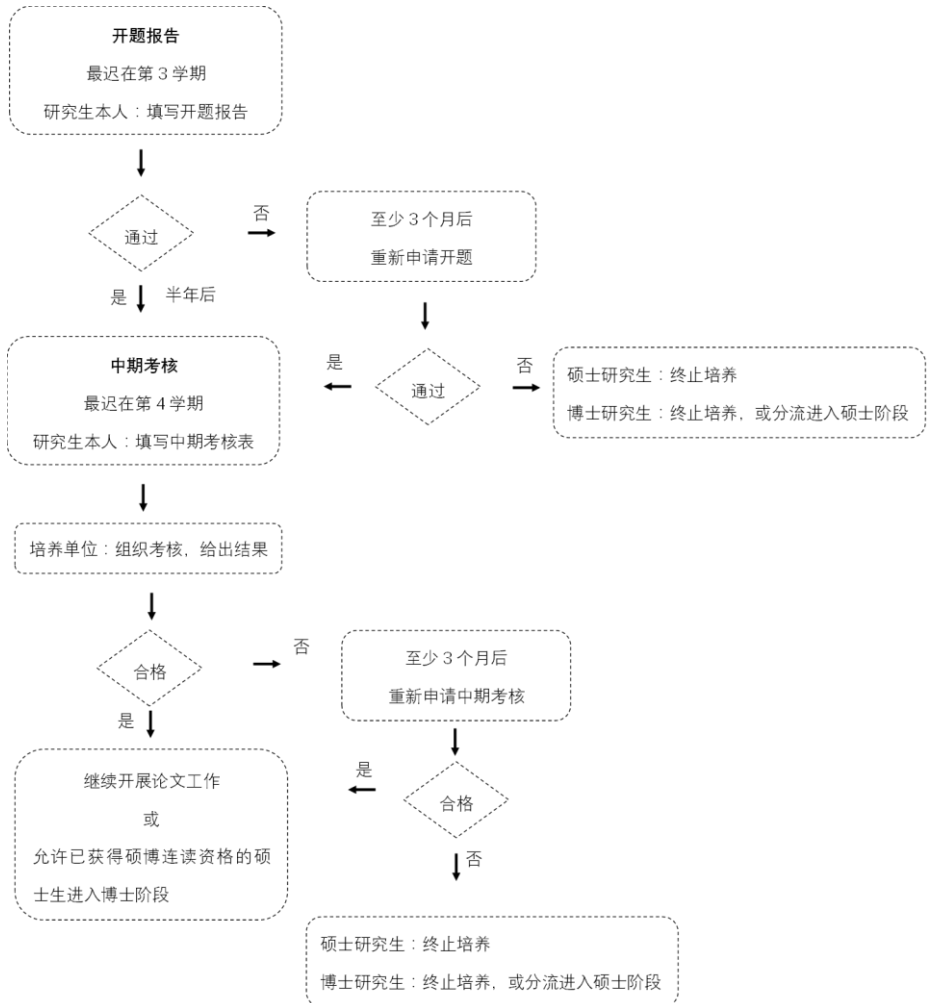 开题报告
最迟在第3学期
研究生本人：填写开题报告
通过
否
至少3个月后
重新申请开题
是
半年后
中期考核
最迟在第4学期
研究生本人：填写中期考核表
是
通过
否
硕士研究生：终止培养
博士研究生：终止培养，或分流进入硕士阶段
培养单位：组织考核，给出结果
合格
否
至少3个月后
重新申请中期考核
是
继续开展论文工作
或
允许已获得硕博连读资格的硕
士生进入博士阶段
是
合格
否
硕士研究生：终止培养
博士研究生：终止培养，或分流进入硕士阶段